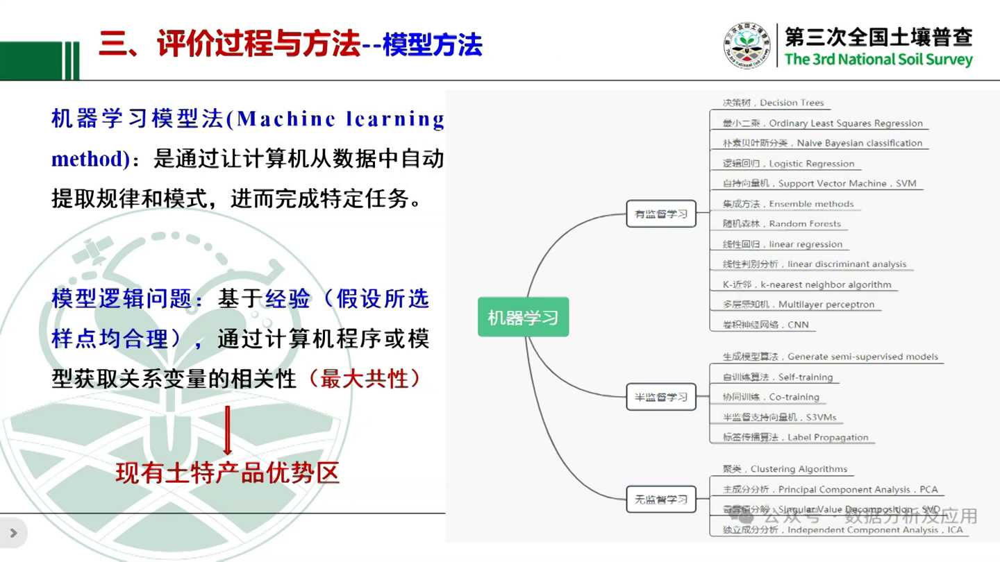 三、评价过程与方法--模型方法
第三次全国土壤普查
The 3rd National Soil Survey
机器学习模型法(Machine learning
method)：是通过让计算机从数据中自动
提取规律和模式，进而完成特定任务。
模型逻辑问题：基于经验（假设所选
样点均合理），通过计算机程序或模
型获取关系变量的相关性（最大共性）
现有土特产品优势区
机器学习
有监督学习
决策树，Decision Trees
最小二乘，Ordinary Least Squares Regression
朴素贝叶斯分类，Naive Bayesian classification
逻辑回归，Logistic Regression
自持向量机，Support Vector Machine，SVM
集成方法，Ensemble methods
随机森林，Random Forests
线性回归，linear regression
线性判别分析，linear discriminant analysis
K-近邻，k-nearest neighbor algorithm
多层感知机，Multilayer perceptron
卷积神经网络，CNN
半监督学习
生成模型算法，Generate semi-supervised models
自训练算法，Self-training
协同训练，Co-training
半监督支持向量机，S3VMs
标签传播算法，Label Propagation
无监督学习
聚类，Clustering Algorithms
主成分分析，Principal Component Analysis，PCA
奇异值分解，Singular Value Decomposition，SVD
独立成分分析，Independent Component Analysis，ICA
公众号 · 数据分析及应用